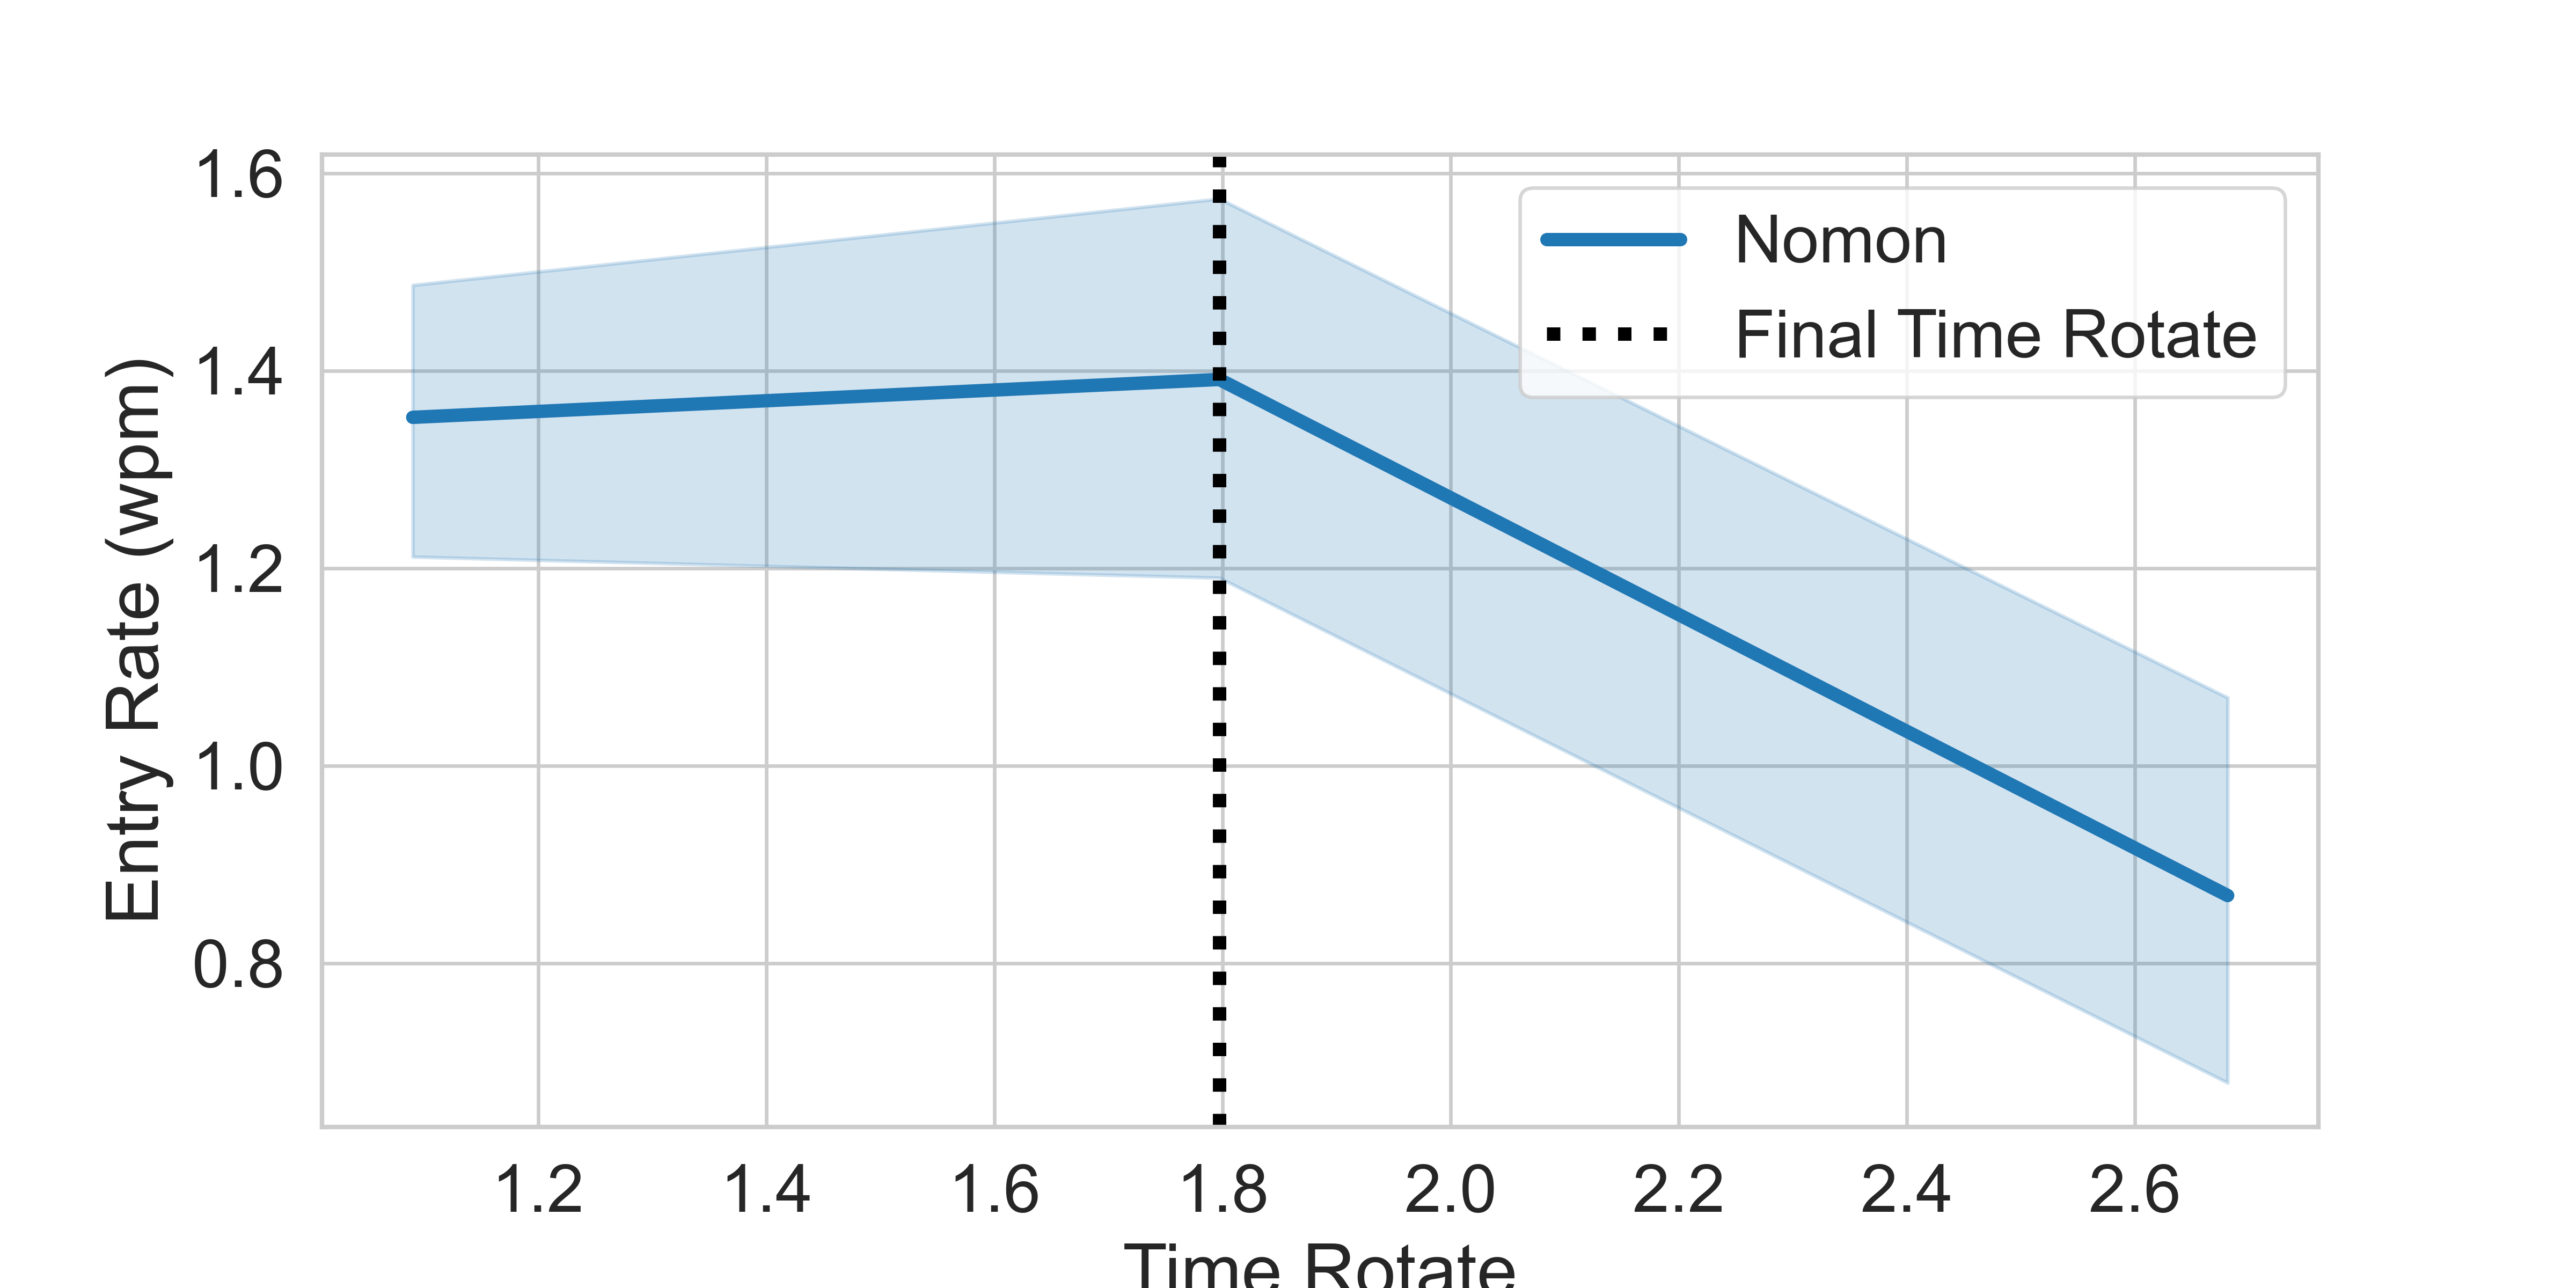 1.6
1.4
1.2
1.0
0.8
Entry Rate (wpm)
Nomon
Final Time Rotate
1.2 1.4 1.6 1.8 2.0 2.2 2.4 2.6
Time Rotate